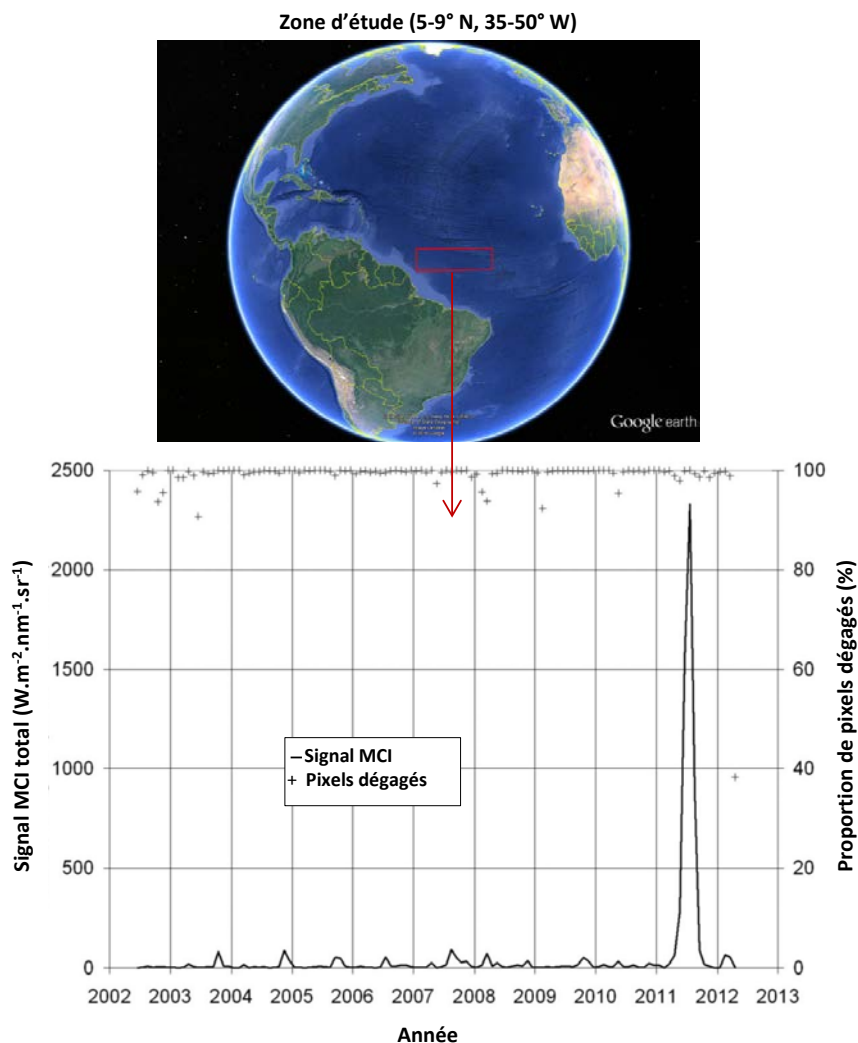 Zone d’étude (5-9° N, 35-50° W)
Google earth
2500
2000
1500
1000
500
0
Signal MCI total (W.m⁻².nm⁻¹.sr⁻¹)
100
80
60
40
20
0
Proportion de pixels dégagés (%)
Signal MCI
Pixels dégagés
2002 2003 2004 2005 2006 2007 2008 2009 2010 2011 2012 2013
Année